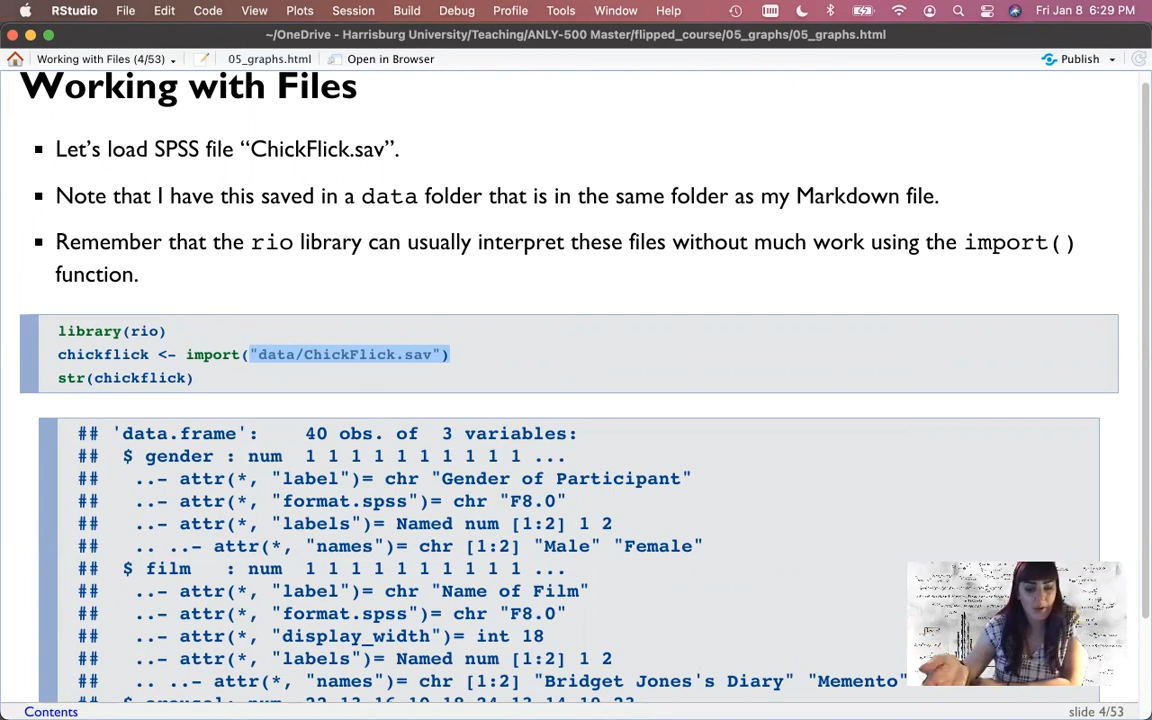 RStudio File Edit Code View Plots Session Build Debug Profile Tools Window Help Fri Jan 8 6:29 PM
~/OneDrive - Harrisburg University/Teaching/ANLY-500 Master/flipped_course/05_graphs/05_graphs.html
Working with Files (4/53) 05_graphs.html Open in Browser Publish
Working with Files
▪ Let's load SPSS file “ChickFlick.sav”.
▪ Note that I have this saved in a data folder that is in the same folder as my Markdown file.
▪ Remember that the rio library can usually interpret these files without much work using the import()
function.
library(rio)
chickflick <- import("data/ChickFlick.sav")
str(chickflick)
## 'data.frame': 40 obs. of 3 variables:
## $ gender : num 1 1 1 1 1 1 1 1 1 1 ...
## ..- attr(*, "label")= chr "Gender of Participant"
## ..- attr(*, "format.spss")= chr "F8.0"
## ..- attr(*, "labels")= Named num [1:2] 1 2
## .. ..- attr(*, "names")= chr [1:2] "Male" "Female"
## $ film : num 1 1 1 1 1 1 1 1 1 1 ...
## ..- attr(*, "label")= chr "Name of Film"
## ..- attr(*, "format.spss")= chr "F8.0"
## ..- attr(*, "display_width")= int 18
## ..- attr(*, "labels")= Named num [1:2] 1 2
## .. ..- attr(*, "names")= chr [1:2] "Bridget Jones's Diary" "Memento"
Contents slide 4/53